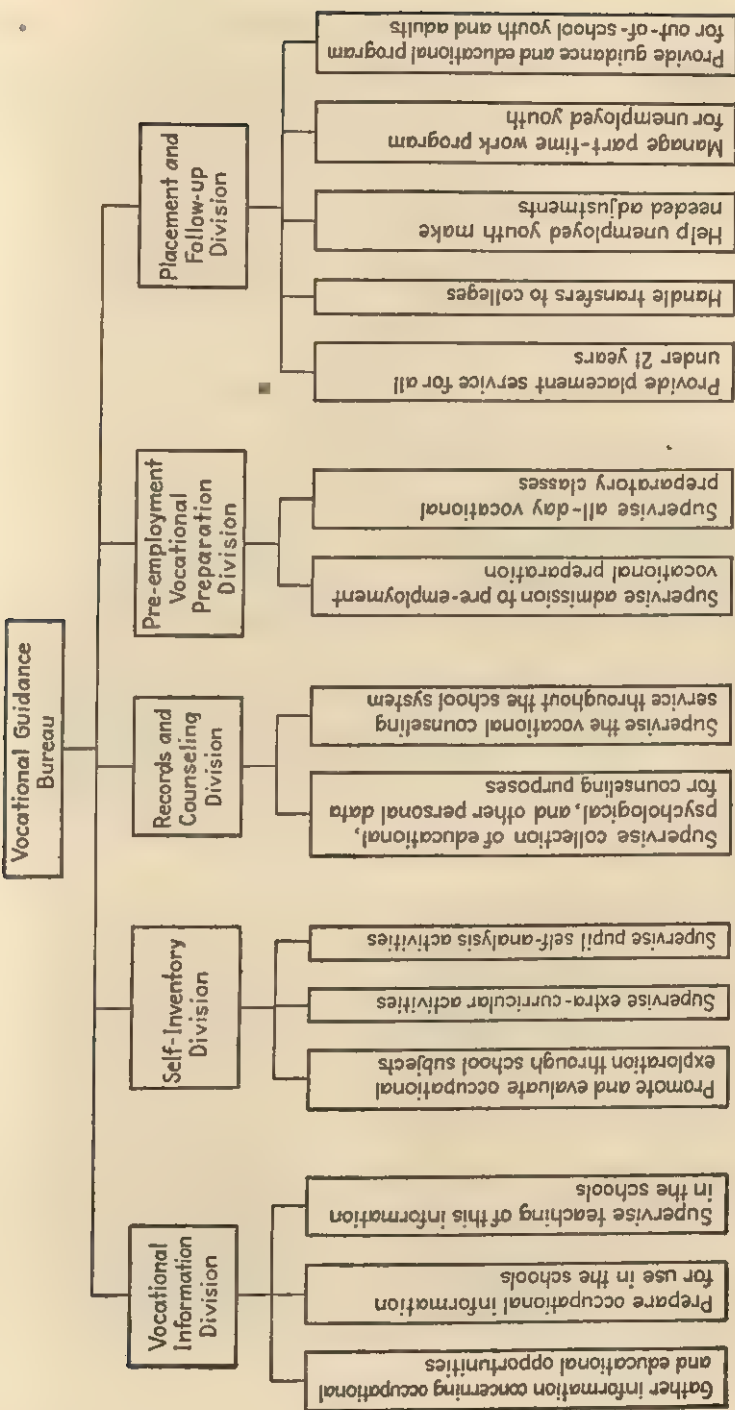 Vocational Guidance
Bureau
Vocational
Information
Division
Gather information concerning occupational
and educational opportunities
Prepare occupational information
for use in the schools
Supervise teaching of this information
in the schools
Self-Inventory
Division
Promote and evaluate occupational
exploration through school subjects
Supervise extra-curricular activities
Supervise pupil self-analysis activities
Records and
Counseling
Division
Supervise collection of educational,
psychological, and other personal data
for counseling purposes
Supervise the vocational counseling
service throughout the school system
Pre-employment
Vocational
Preparation
Division
Supervise admission to pre-employment
vocational preparation
Supervise all-day vocational
preparatory classes
Placement and
Follow-up
Division
Provide placement service for all
under 21 years
Handle transfers to colleges
Help unemployed youth make
needed adjustments
Manage part-time work program
for unemployed youth
Provide guidance and educational program
for out-of-school youth and adults